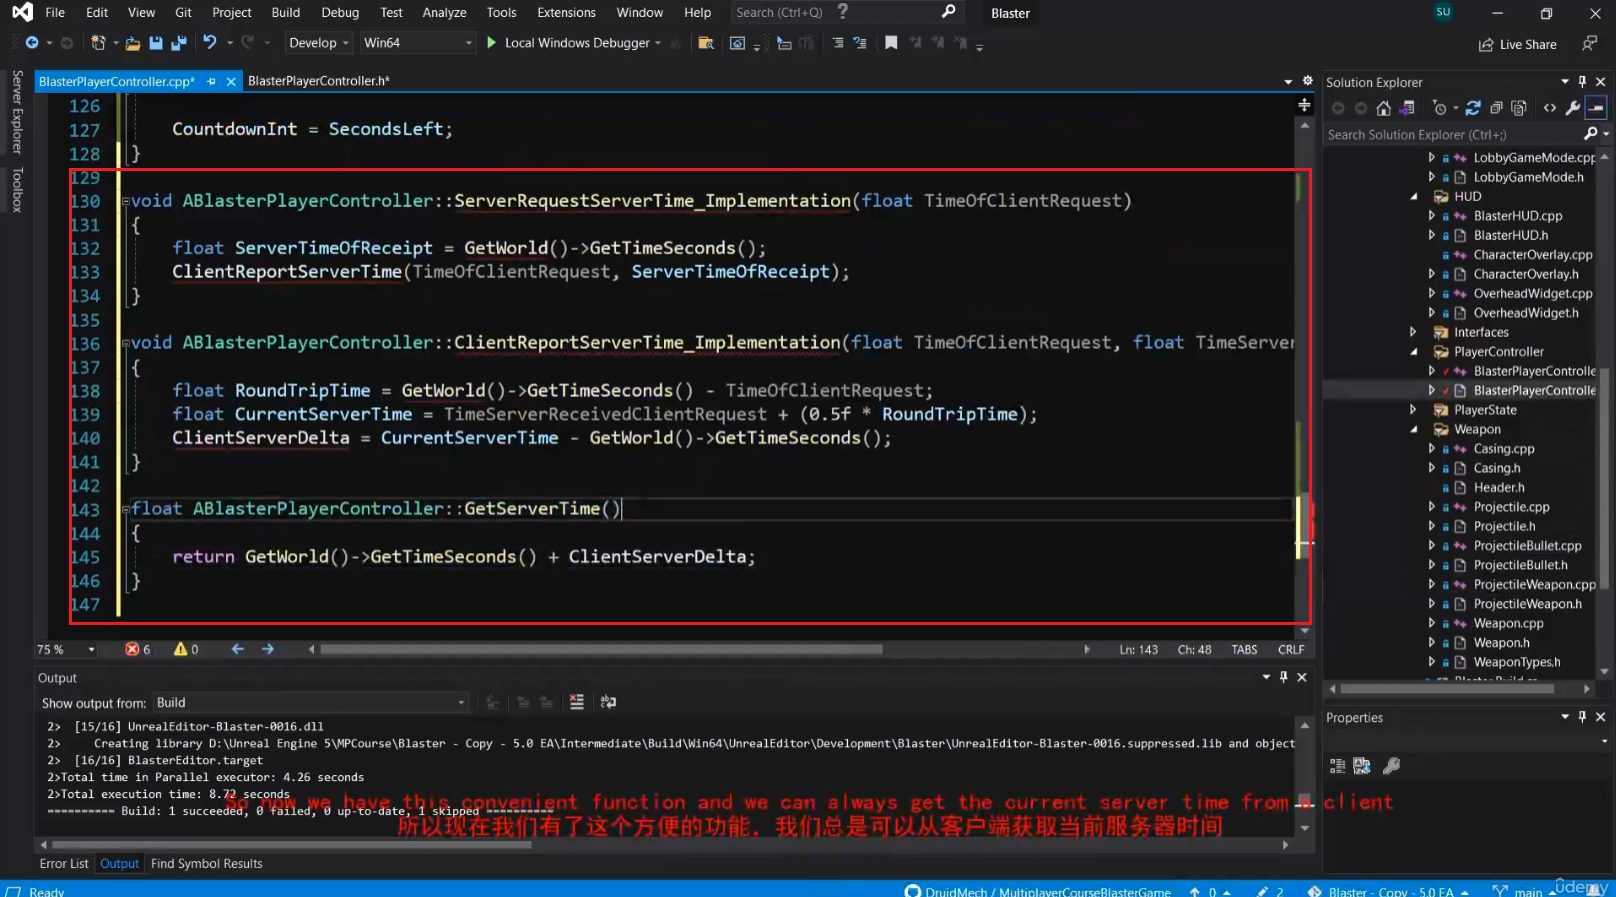 File Edit View Git Project Build Debug Test Analyze Tools Extensions Window Help Search (Ctrl+Q) Blaster SU
Develop Win64 Local Windows Debugger Live Share
Server Explorer
Toolbox
BlasterPlayerController.cpp* BlasterPlayerController.h*
126
127 CountdownInt = SecondsLeft;
128 }
129
130 void ABlasterPlayerController::ServerRequestServerTime_Implementation(float TimeOfClientRequest)
131 {
132 float ServerTimeOfReceipt = GetWorld()->GetTimeSeconds();
133 ClientReportServerTime(TimeOfClientRequest, ServerTimeOfReceipt);
134 }
135
136 void ABlasterPlayerController::ClientReportServerTime_Implementation(float TimeOfClientRequest, float TimeServer
137 {
138 float RoundTripTime = GetWorld()->GetTimeSeconds() - TimeOfClientRequest;
139 float CurrentServerTime = TimeServerReceivedClientRequest + (0.5f * RoundTripTime);
140 ClientServerDelta = CurrentServerTime - GetWorld()->GetTimeSeconds();
141 }
142
143 float ABlasterPlayerController::GetServerTime()
144 {
145 return GetWorld()->GetTimeSeconds() + ClientServerDelta;
146 }
147
75 % 6 0 Ln: 143 Ch: 48 TABS CRLF
Output
Show output from: Build
2> [15/16] UnrealEditor-Blaster-0016.dll
2> Creating library D:\Unreal Engine 5\MPCourse\Blaster - Copy - 5.0 EA\Intermediate\Build\Win64\UnrealEditor\Development\Blaster\UnrealEditor-Blaster-0016.suppressed.lib and object
2> [16/16] BlasterEditor.target
2>Total time in Parallel executor: 4.26 seconds
2>Total execution time: 8.72 seconds
========== Build: 1 succeeded, 0 failed, 0 up-to-date, 1 skipped ==========
So now we have this convenient function and we can always get the current server time from a client
所以现在我们有了这个方便的功能，我们总是可以从客户端获取当前服务器时间
Error List Output Find Symbol Results
Solution Explorer
Search Solution Explorer (Ctrl+;)
LobbyGameMode.cpp
LobbyGameMode.h
HUD
BlasterHUD.cpp
BlasterHUD.h
CharacterOverlay.cpp
CharacterOverlay.h
OverheadWidget.cpp
OverheadWidget.h
Interfaces
PlayerController
BlasterPlayerControlle
BlasterPlayerControlle
PlayerState
Weapon
Casing.cpp
Casing.h
Header.h
Projectile.cpp
Projectile.h
ProjectileBullet.cpp
ProjectileBullet.h
ProjectileWeapon.cpp
ProjectileWeapon.h
Weapon.cpp
Weapon.h
WeaponTypes.h
Properties
Ready DruidMech / MultiplayerCourseBlasterGame 0 2 Blaster - Copy - 5.0 EA main
udemy